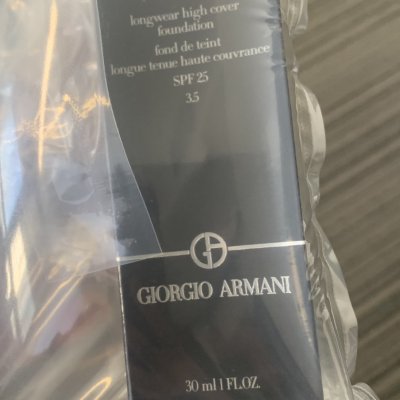 longwear high cover
foundation
fond de teint
longue tenue haute couvrance
SPF 25
3.5
GA
GIORGIO ARMANI
30 ml 1 FL.OZ.